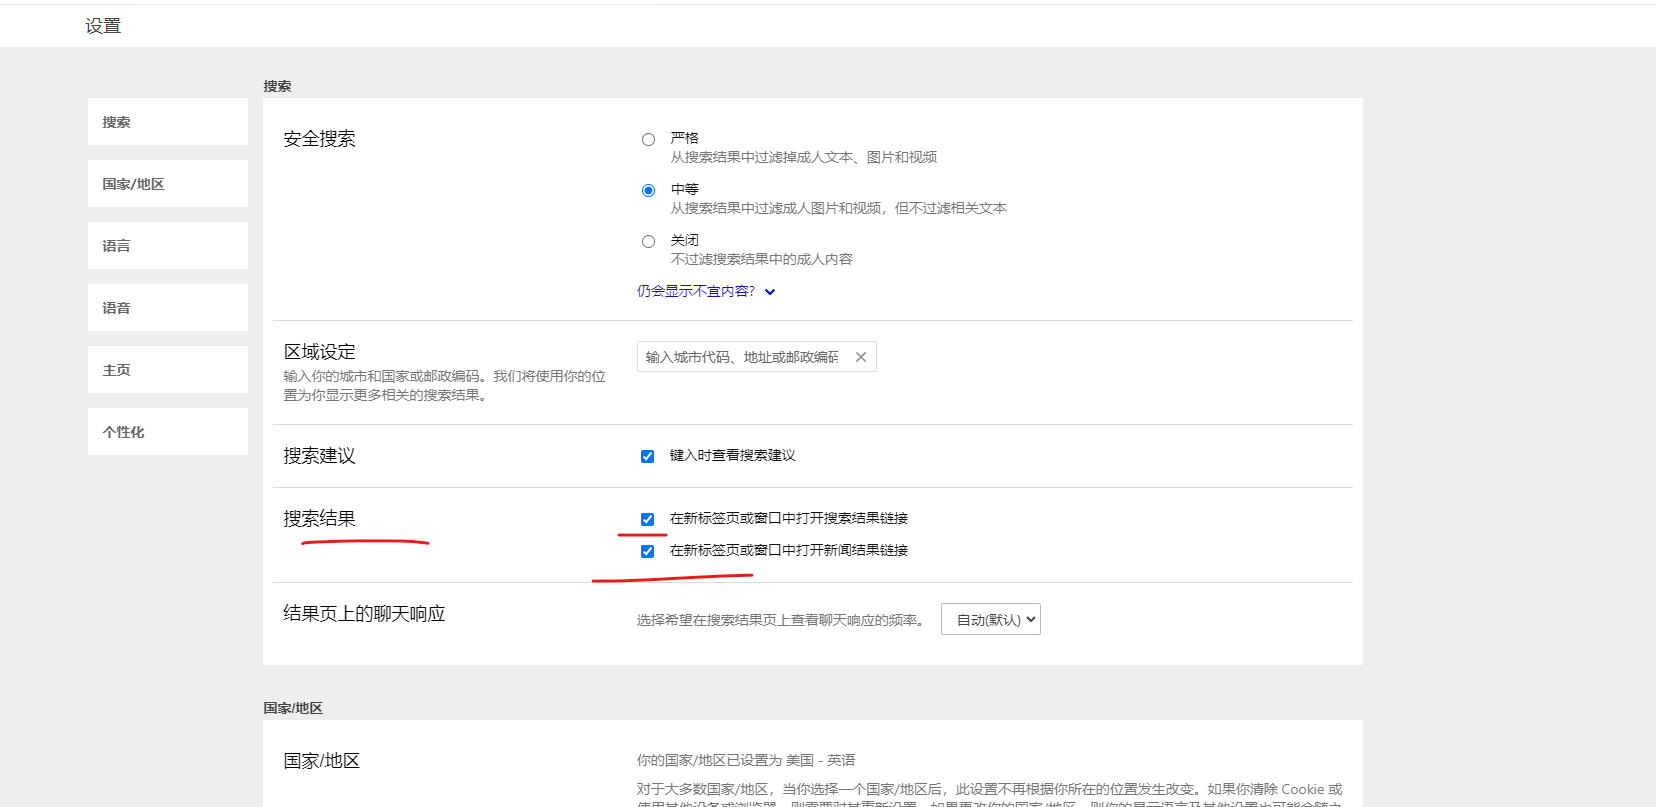 设置
搜索
搜索
国家/地区
语言
语音
主页
个性化
安全搜索
严格
从搜索结果中过滤掉成人文本、图片和视频
中等
从搜索结果中过滤成人图片和视频，但不过滤相关文本
关闭
不过滤搜索结果中的成人内容
仍会显示不宜内容?
区域设定
输入你的城市和国家或邮政编码。我们将使用你的位
置为你显示更多相关的搜索结果。
输入城市代码、地址或邮政编码
搜索建议
键入时查看搜索建议
搜索结果
在新标签页或窗口中打开搜索结果链接
在新标签页或窗口中打开新闻结果链接
结果页上的聊天响应
选择希望在搜索结果页上查看聊天响应的频率。
自动(默认)
国家/地区
国家/地区
你的国家/地区已设置为 美国 - 英语
对于大多数国家/地区，当你选择一个国家/地区后，此设置不再根据你所在的位置发生改变。如果你清除 Cookie 或